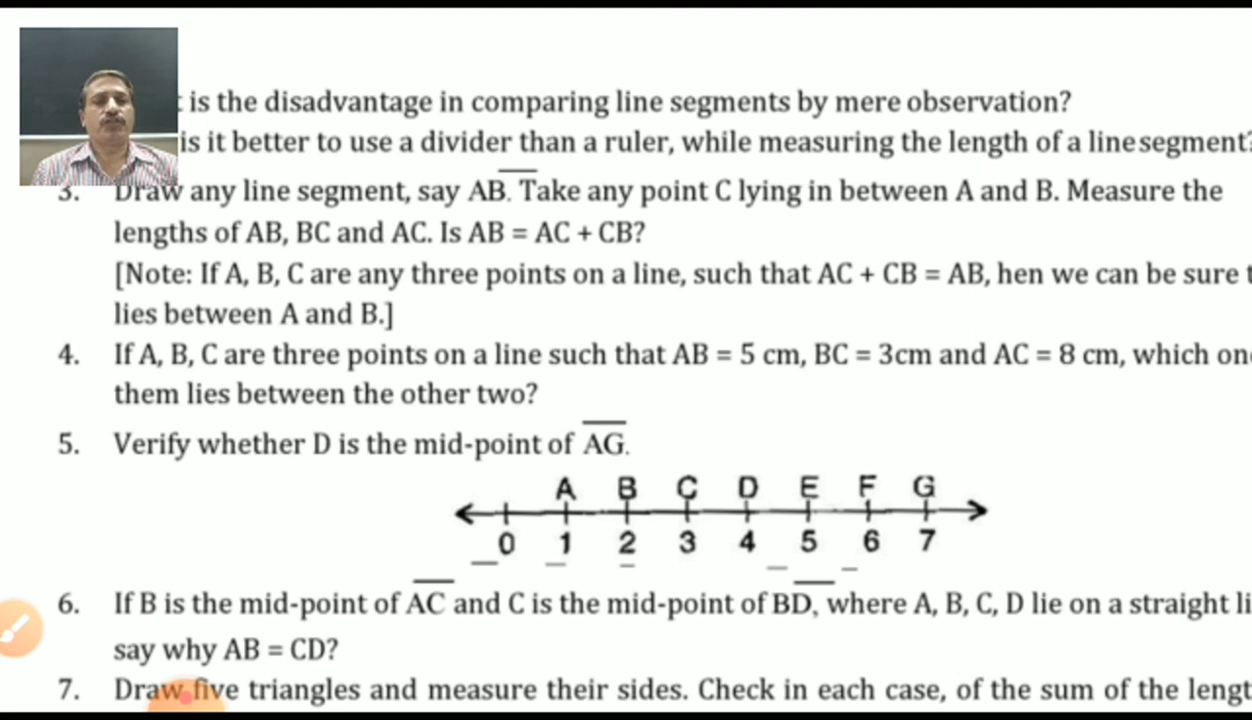 is the disadvantage in comparing line segments by mere observation?
is it better to use a divider than a ruler, while measuring the length of a line segment?
3. Draw any line segment, say AB. Take any point C lying in between A and B. Measure the
lengths of AB, BC and AC. Is AB = AC + CB?
[Note: If A, B, C are any three points on a line, such that AC + CB = AB, hen we can be sure
lies between A and B.]
4. If A, B, C are three points on a line such that AB = 5 cm, BC = 3cm and AC = 8 cm, which
them lies between the other two?
5. Verify whether D is the mid-point of AG.
A B C D E F G
0 1 2 3 4 5 6 7
6. If B is the mid-point of AC and C is the mid-point of BD, where A, B, C, D lie on a straight
say why AB = CD?
7. Draw five triangles and measure their sides. Check in each case, of the sum of the